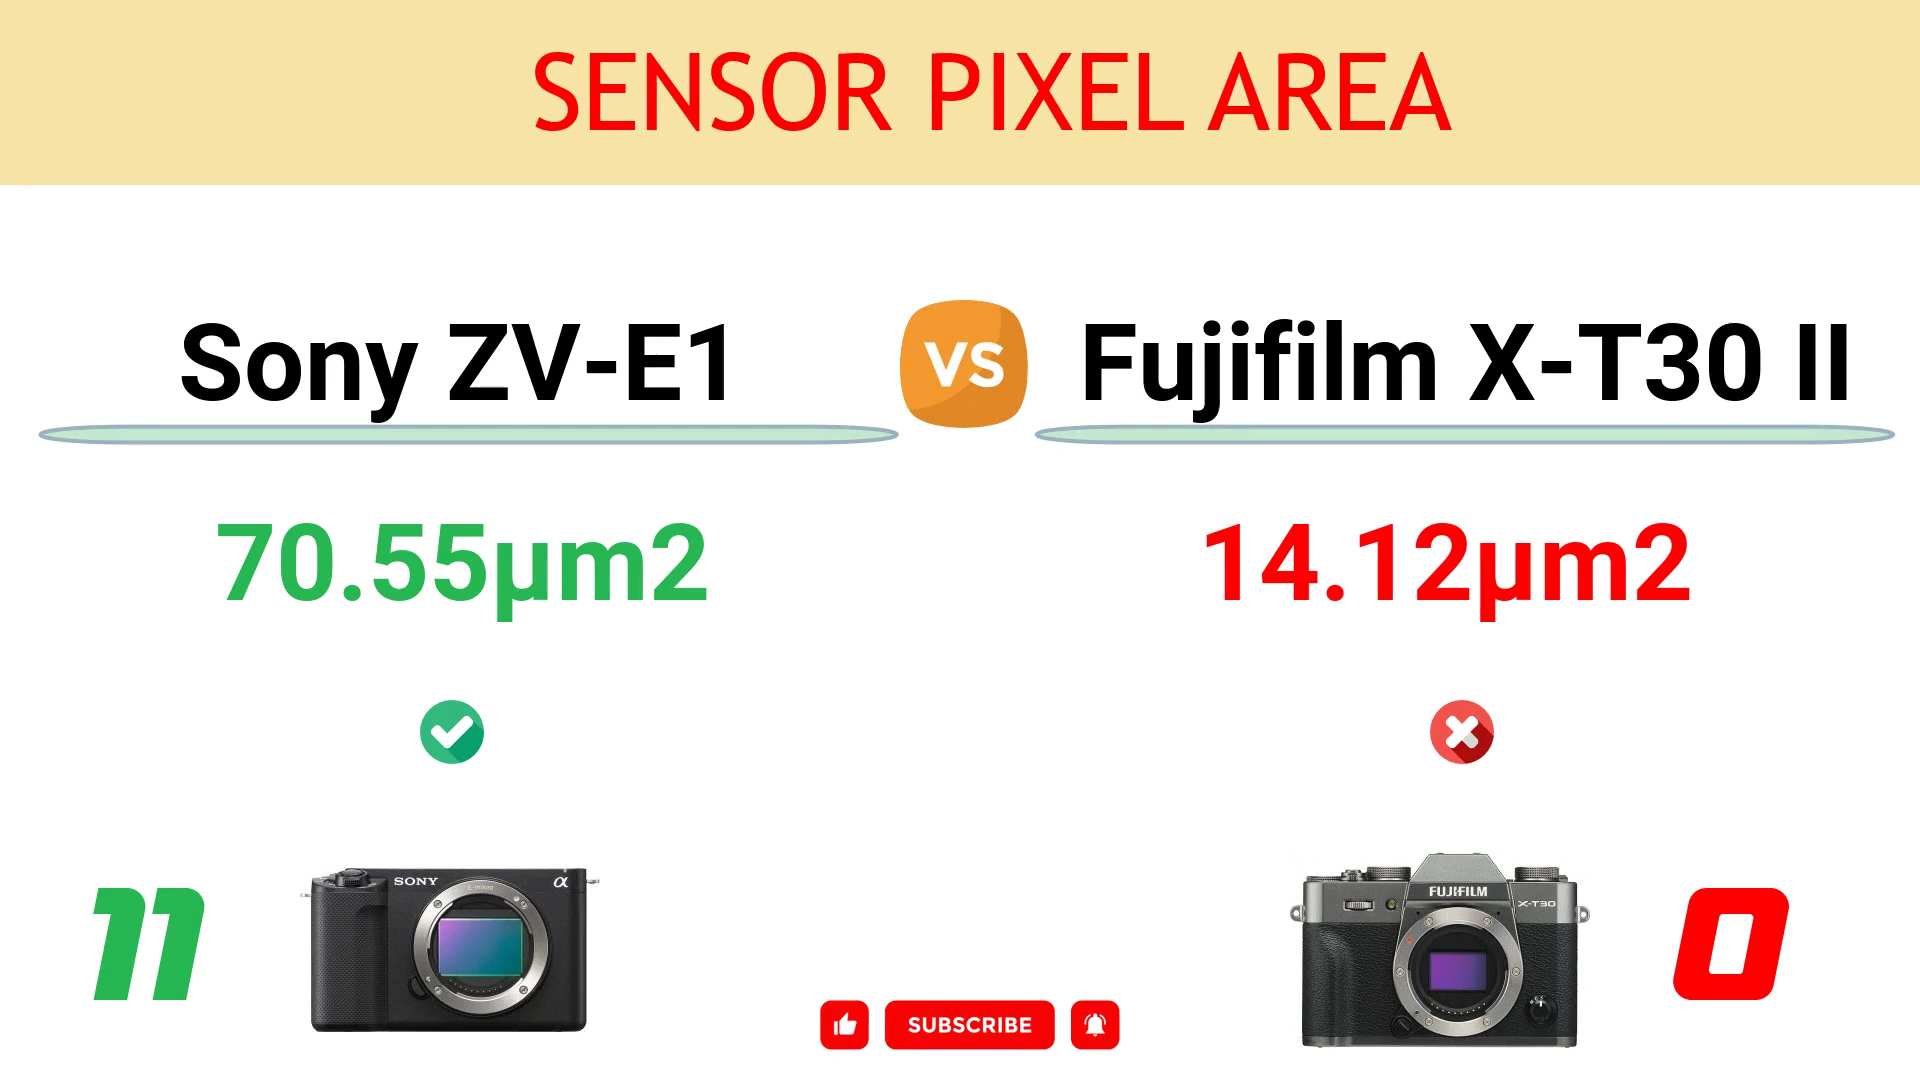 SENSOR PIXEL AREA
Sony ZV-E1
VS
Fujifilm X-T30 II
70.55µm2
14.12µm2
11
SONY
α
E-mount
FUJIFILM
X-T30
0
SUBSCRIBE